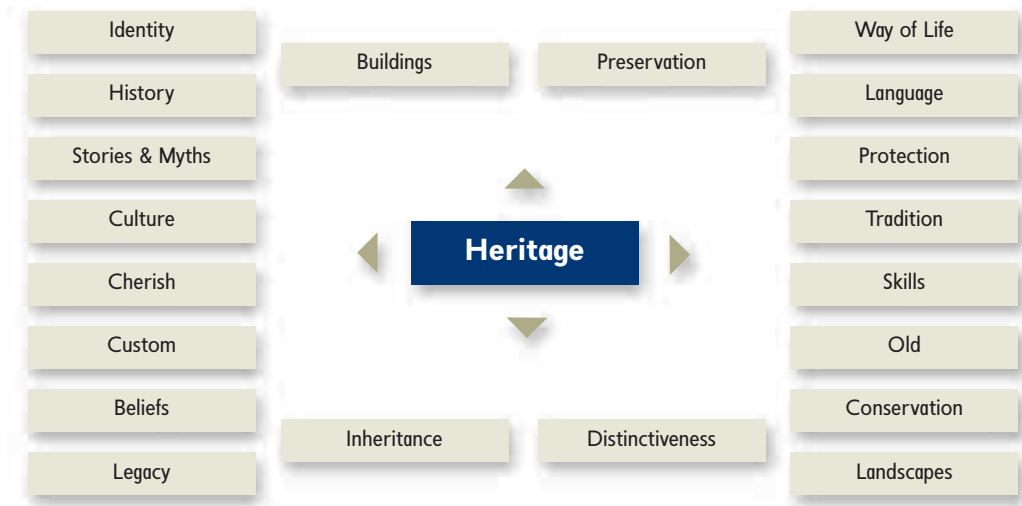 Identity
History
Stories & Myths
Culture
Cherish
Custom
Beliefs
Legacy
Buildings
Preservation
Heritage
Inheritance
Distinctiveness
Way of Life
Language
Protection
Tradition
Skills
Old
Conservation
Landscapes